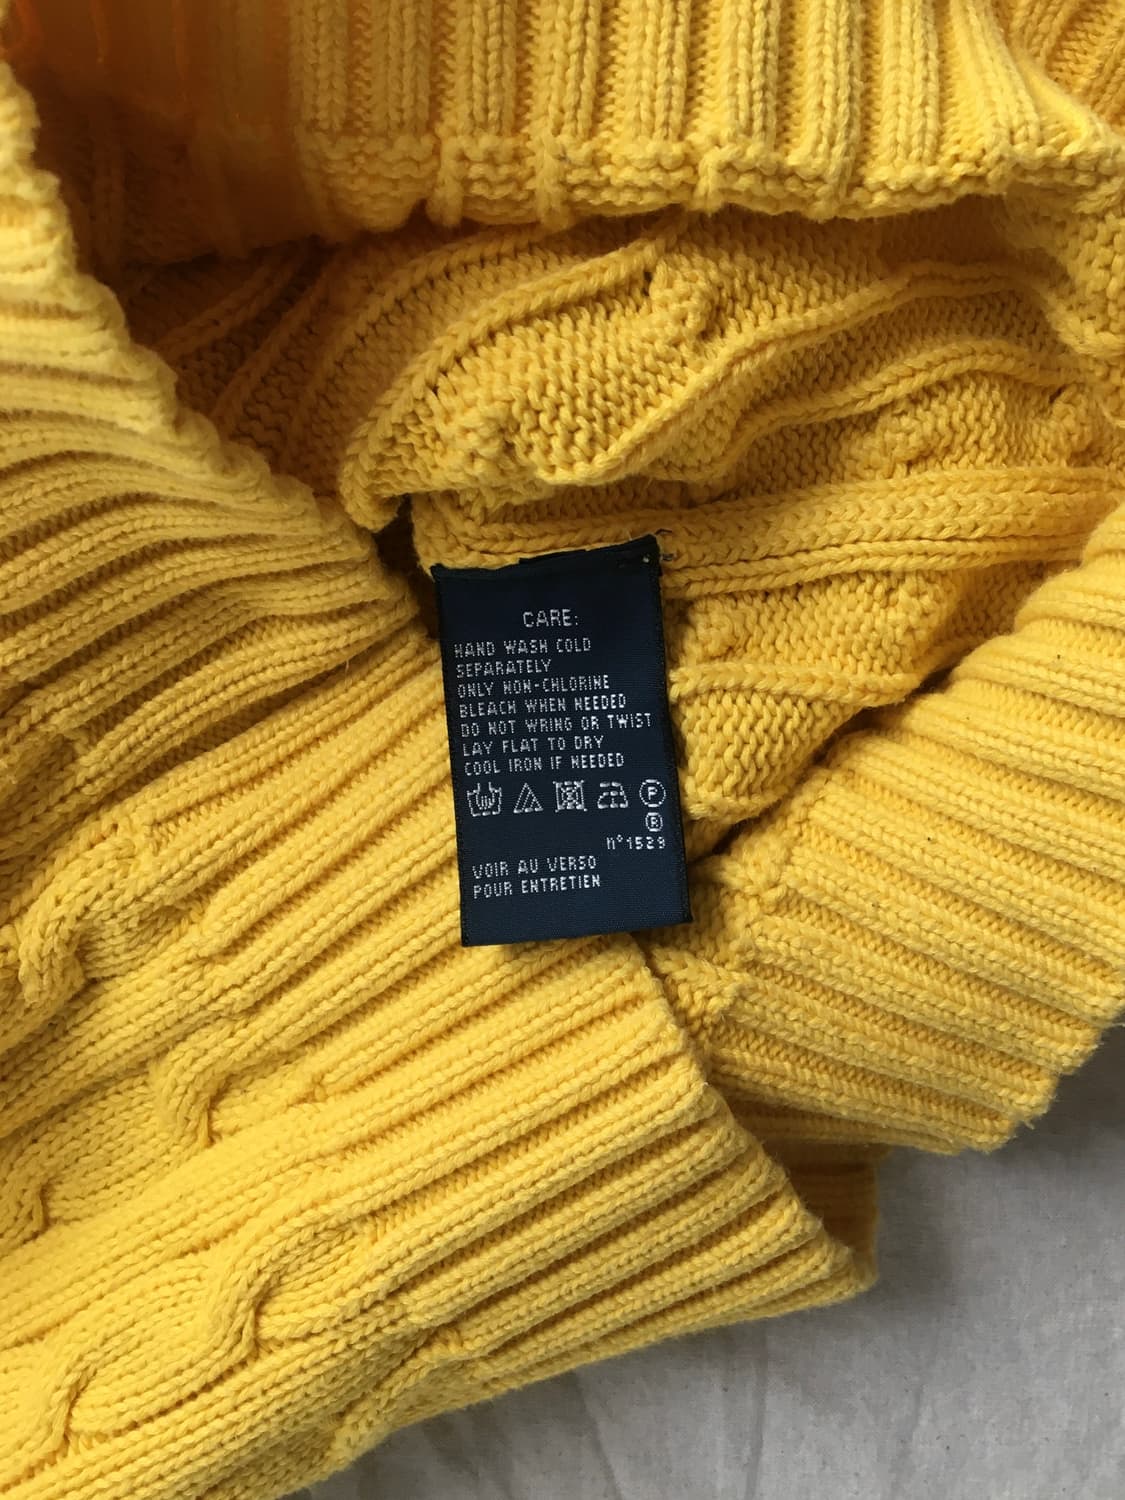 CARE:
HAND WASH COLD
SEPARATELY
ONLY NON-CHLORINE
BLEACH WHEN NEEDED
DO NOT WRING OR TWIST
LAY FLAT TO DRY
COOL IRON IF NEEDED
P
R
n°1529
VOIR AU VERSO
POUR ENTRETIEN